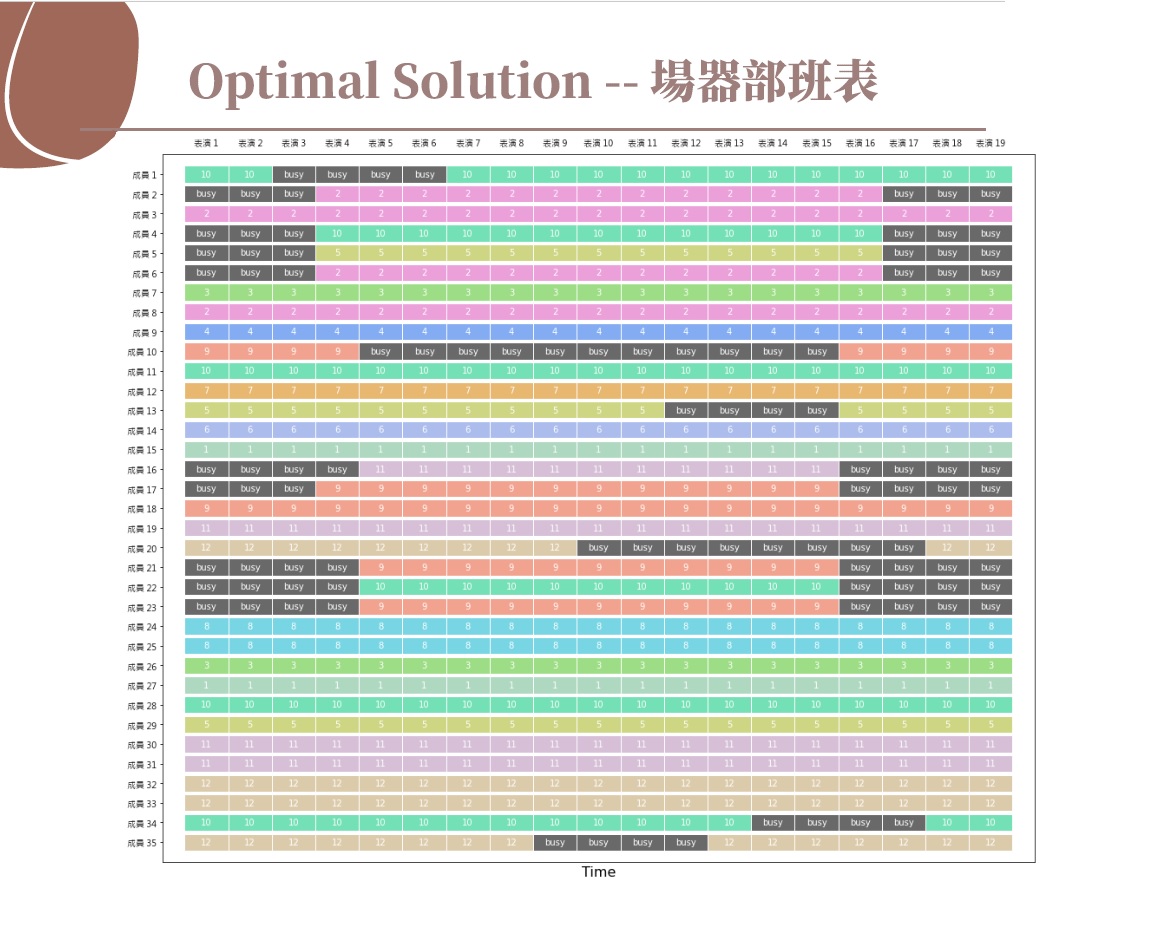 Optimal Solution -- 場器部班表
表演 1 表演 2 表演 3 表演 4 表演 5 表演 6 表演 7 表演 8 表演 9 表演 10 表演 11 表演 12 表演 13 表演 14 表演 15 表演 16 表演 17 表演 18 表演 19
成員 1 10 10 busy busy busy busy 10 10 10 10 10 10 10 10 10 10 10 10 10
成員 2 busy busy busy 2 2 2 2 2 2 2 2 2 2 2 2 2 busy busy busy
成員 3 2 2 2 2 2 2 2 2 2 2 2 2 2 2 2 2 2 2 2
成員 4 busy busy busy 10 10 10 10 10 10 10 10 10 10 10 10 10 busy busy busy
成員 5 busy busy busy 5 5 5 5 5 5 5 5 5 5 5 5 5 busy busy busy
成員 6 busy busy busy 2 2 2 2 2 2 2 2 2 2 2 2 2 busy busy busy
成員 7 3 3 3 3 3 3 3 3 3 3 3 3 3 3 3 3 3 3 3
成員 8 2 2 2 2 2 2 2 2 2 2 2 2 2 2 2 2 2 2 2
成員 9 4 4 4 4 4 4 4 4 4 4 4 4 4 4 4 4 4 4 4
成員 10 9 9 9 9 busy busy busy busy busy busy busy busy busy busy busy 9 9 9 9
成員 11 10 10 10 10 10 10 10 10 10 10 10 10 10 10 10 10 10 10 10
成員 12 7 7 7 7 7 7 7 7 7 7 7 7 7 7 7 7 7 7 7
成員 13 5 5 5 5 5 5 5 5 5 5 5 busy busy busy busy 5 5 5 5
成員 14 6 6 6 6 6 6 6 6 6 6 6 6 6 6 6 6 6 6 6
成員 15 1 1 1 1 1 1 1 1 1 1 1 1 1 1 1 1 1 1 1
成員 16 busy busy busy busy 11 11 11 11 11 11 11 11 11 11 11 busy busy busy busy
成員 17 busy busy busy 9 9 9 9 9 9 9 9 9 9 9 9 busy busy busy busy
成員 18 9 9 9 9 9 9 9 9 9 9 9 9 9 9 9 9 9 9 9
成員 19 11 11 11 11 11 11 11 11 11 11 11 11 11 11 11 11 11 11 11
成員 20 12 12 12 12 12 12 12 12 12 busy busy busy busy busy busy busy busy 12 12
成員 21 busy busy busy busy 9 9 9 9 9 9 9 9 9 9 9 busy busy busy busy
成員 22 busy busy busy busy 10 10 10 10 10 10 10 10 10 10 10 busy busy busy busy
成員 23 busy busy busy busy 9 9 9 9 9 9 9 9 9 9 9 busy busy busy busy
成員 24 8 8 8 8 8 8 8 8 8 8 8 8 8 8 8 8 8 8 8
成員 25 8 8 8 8 8 8 8 8 8 8 8 8 8 8 8 8 8 8 8
成員 26 3 3 3 3 3 3 3 3 3 3 3 3 3 3 3 3 3 3 3
成員 27 1 1 1 1 1 1 1 1 1 1 1 1 1 1 1 1 1 1 1
成員 28 10 10 10 10 10 10 10 10 10 10 10 10 10 10 10 10 10 10 10
成員 29 5 5 5 5 5 5 5 5 5 5 5 5 5 5 5 5 5 5 5
成員 30 11 11 11 11 11 11 11 11 11 11 11 11 11 11 11 11 11 11 11
成員 31 11 11 11 11 11 11 11 11 11 11 11 11 11 11 11 11 11 11 11
成員 32 12 12 12 12 12 12 12 12 12 12 12 12 12 12 12 12 12 12 12
成員 33 12 12 12 12 12 12 12 12 12 12 12 12 12 12 12 12 12 12 12
成員 34 10 10 10 10 10 10 10 10 10 10 10 10 10 busy busy busy busy 10 10
成員 35 12 12 12 12 12 12 12 12 busy busy busy busy 12 12 12 12 12 12 12
Time